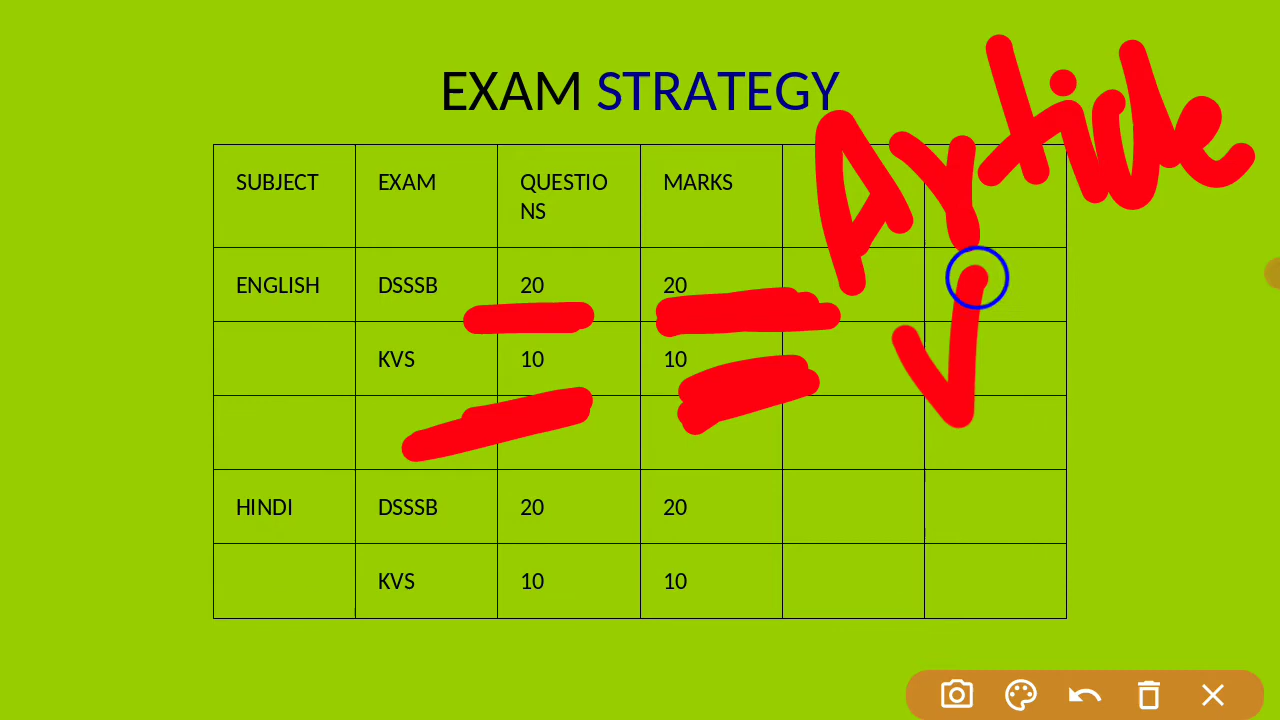 EXAM STRATEGY
Article
SUBJECT EXAM QUESTIO
NS MARKS
ENGLISH DSSSB 20 20
KVS 10 10
HINDI DSSSB 20 20
KVS 10 10